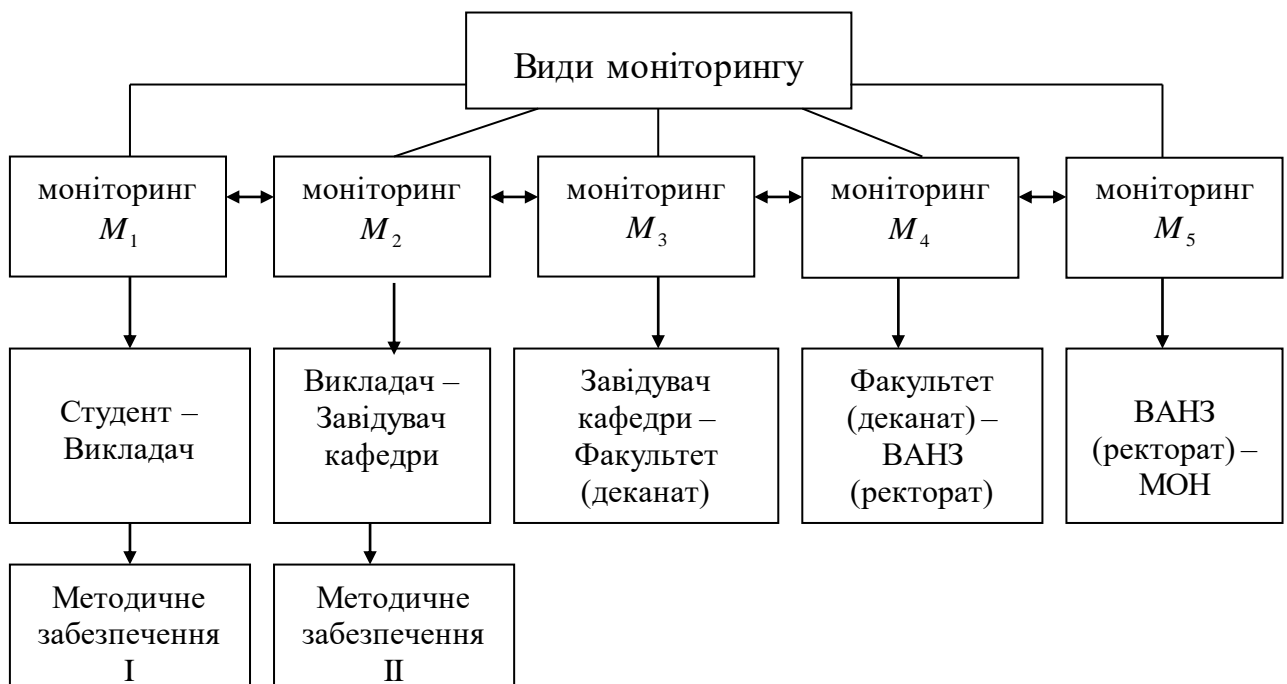 Види моніторингу
моніторинг
M₁
моніторинг
M₂
моніторинг
M₃
моніторинг
M₄
моніторинг
M₅
Студент –
Викладач
Викладач –
Завідувач
кафедри
Завідувач
кафедри –
Факультет
(деканат)
Факультет
(деканат) –
ВАНЗ
(ректорат)
ВАНЗ
(ректорат) –
МОН
Методичне
забезпечення
I
Методичне
забезпечення
II